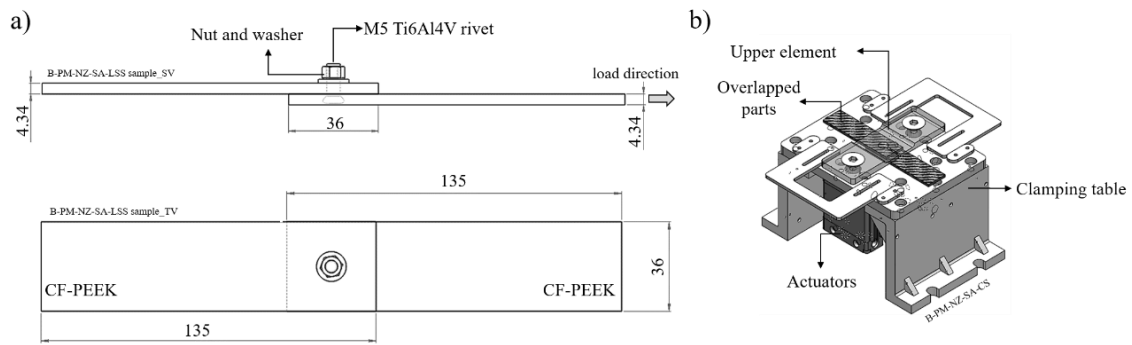 a)
Nut and washer
M5 Ti6Al4V rivet
B-PM-NZ-SA-LSS sample_SV
load direction
4.34
36
4.34
135
B-PM-NZ-SA-LSS sample_TV
CF-PEEK
CF-PEEK
36
135
b)
Upper element
Overlapped
parts
Clamping table
Actuators
B-PM-NZ-SA-CS